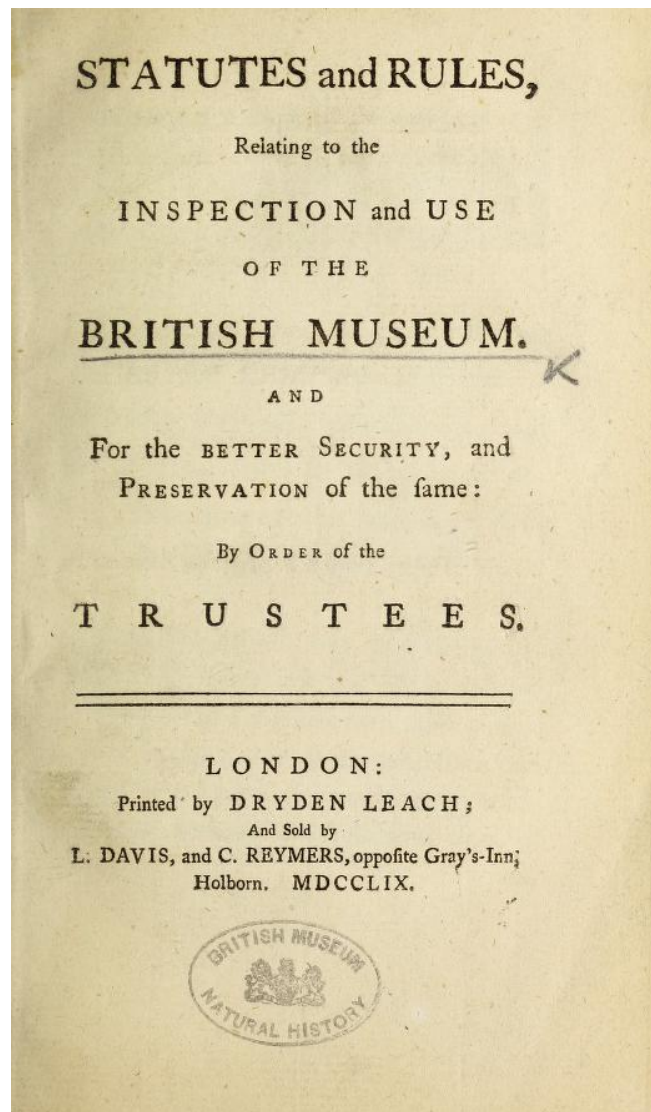 STATUTES and RULES,
Relating to the
INSPECTION and USE
OF THE
BRITISH MUSEUM.
K
AND
For the BETTER SECURITY, and
PRESERVATION of the ſame:
By ORDER of the
TRUSTEES.
LONDON:
Printed by DRYDEN LEACH;
And Sold by
L. DAVIS, and C. REYMERS, oppoſite Gray's-Inn;
Holborn. MDCCLIX.
BRITISH MUSEUM
NATURAL HISTORY